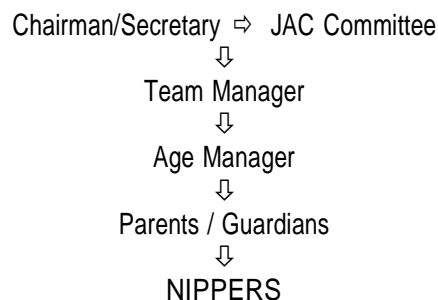 Chairman/Secretary ⇨ JAC Committee
⇩
Team Manager
⇩
Age Manager
⇩
Parents / Guardians
⇩
NIPPERS